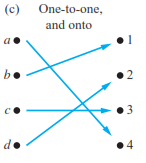 (c) One-to-one,
and onto
a • • 1
b • • 2
c • • 3
d • • 4